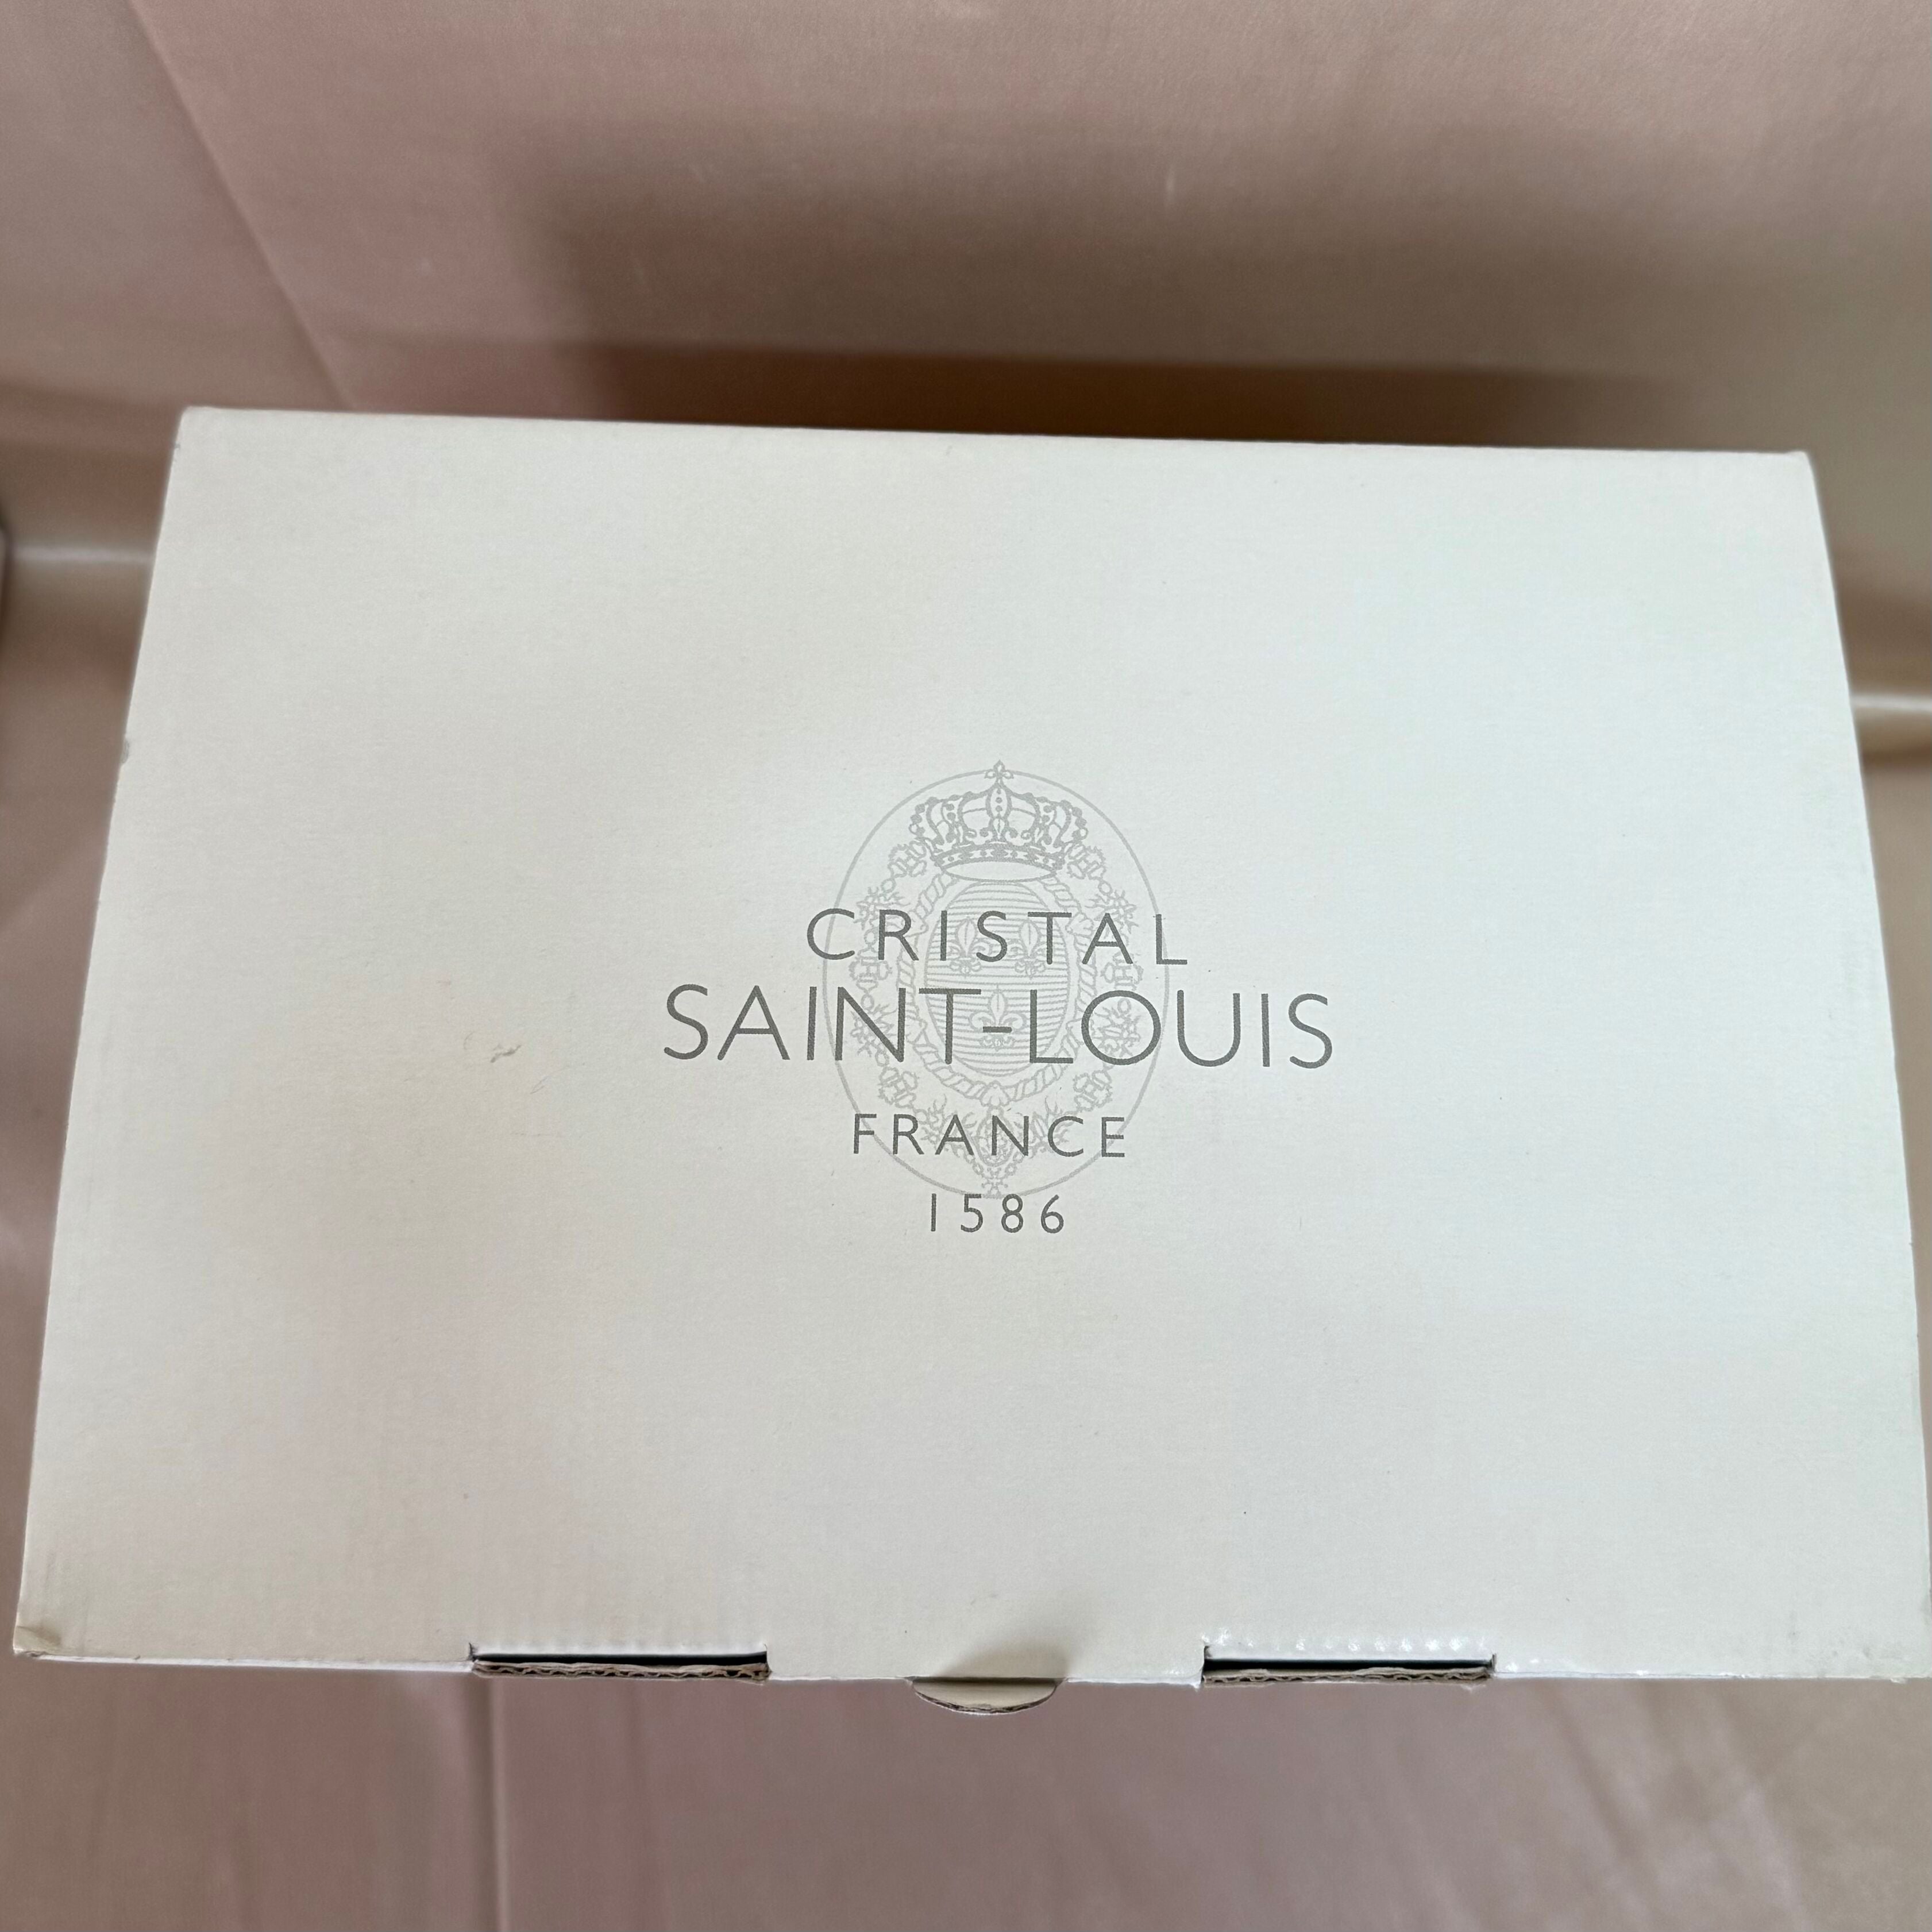 CRISTAL
SAINT-LOUIS
FRANCE
1586